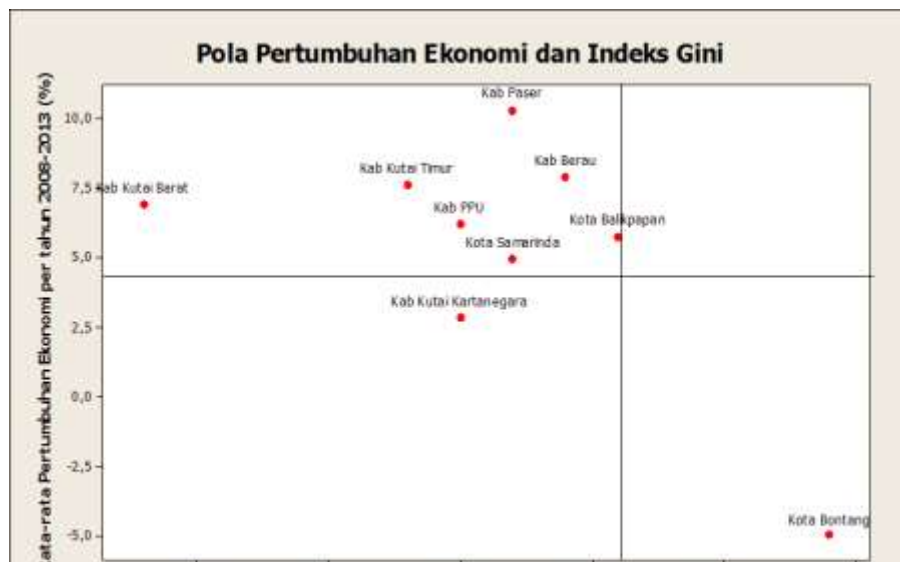 Pola Pertumbuhan Ekonomi dan Indeks Gini
ata-rata Pertumbuhan Ekonomi per tahun 2008-2013 (%)
10,0
7,5
5,0
2,5
0,0
-2,5
-5,0
Kab Paser
Kab Berau
Kab Kutai Timur
Kab Kutai Barat
Kab PPU
Kota Balikpapan
Kota Samarinda
Kab Kutai Kartanegara
Kota Bontang